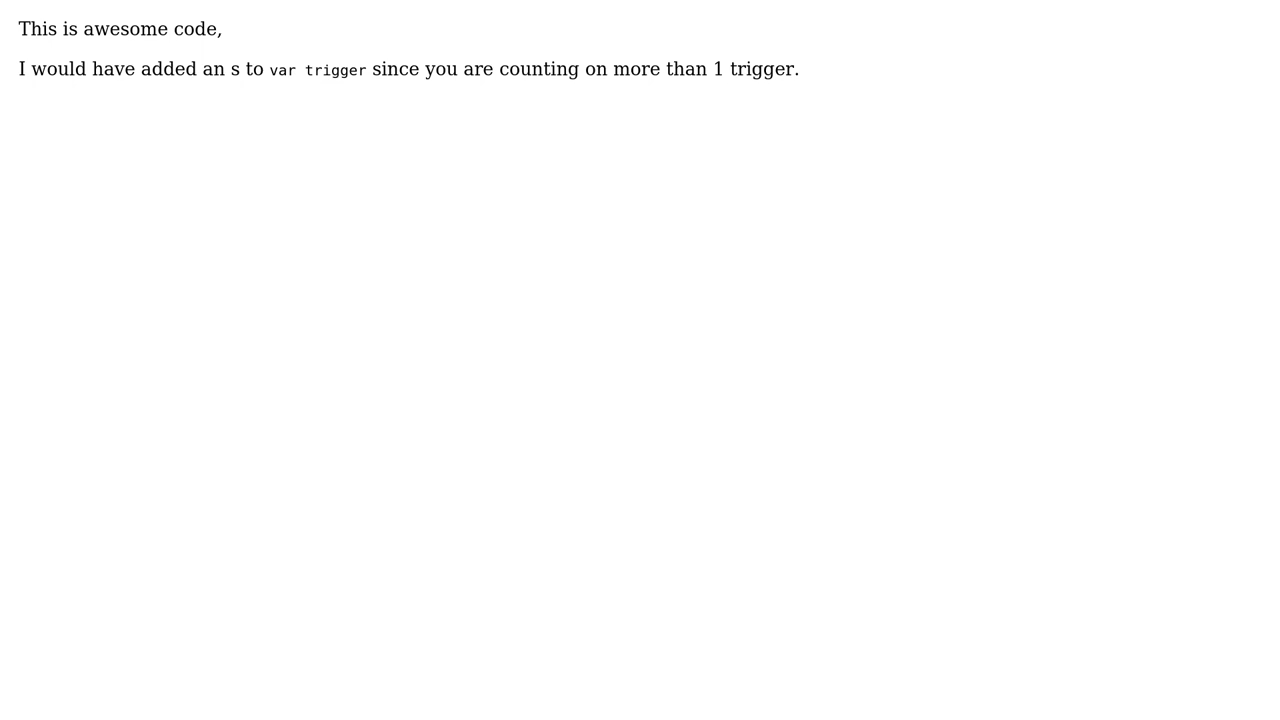 This is awesome code,
I would have added an s to var trigger since you are counting on more than 1 trigger.